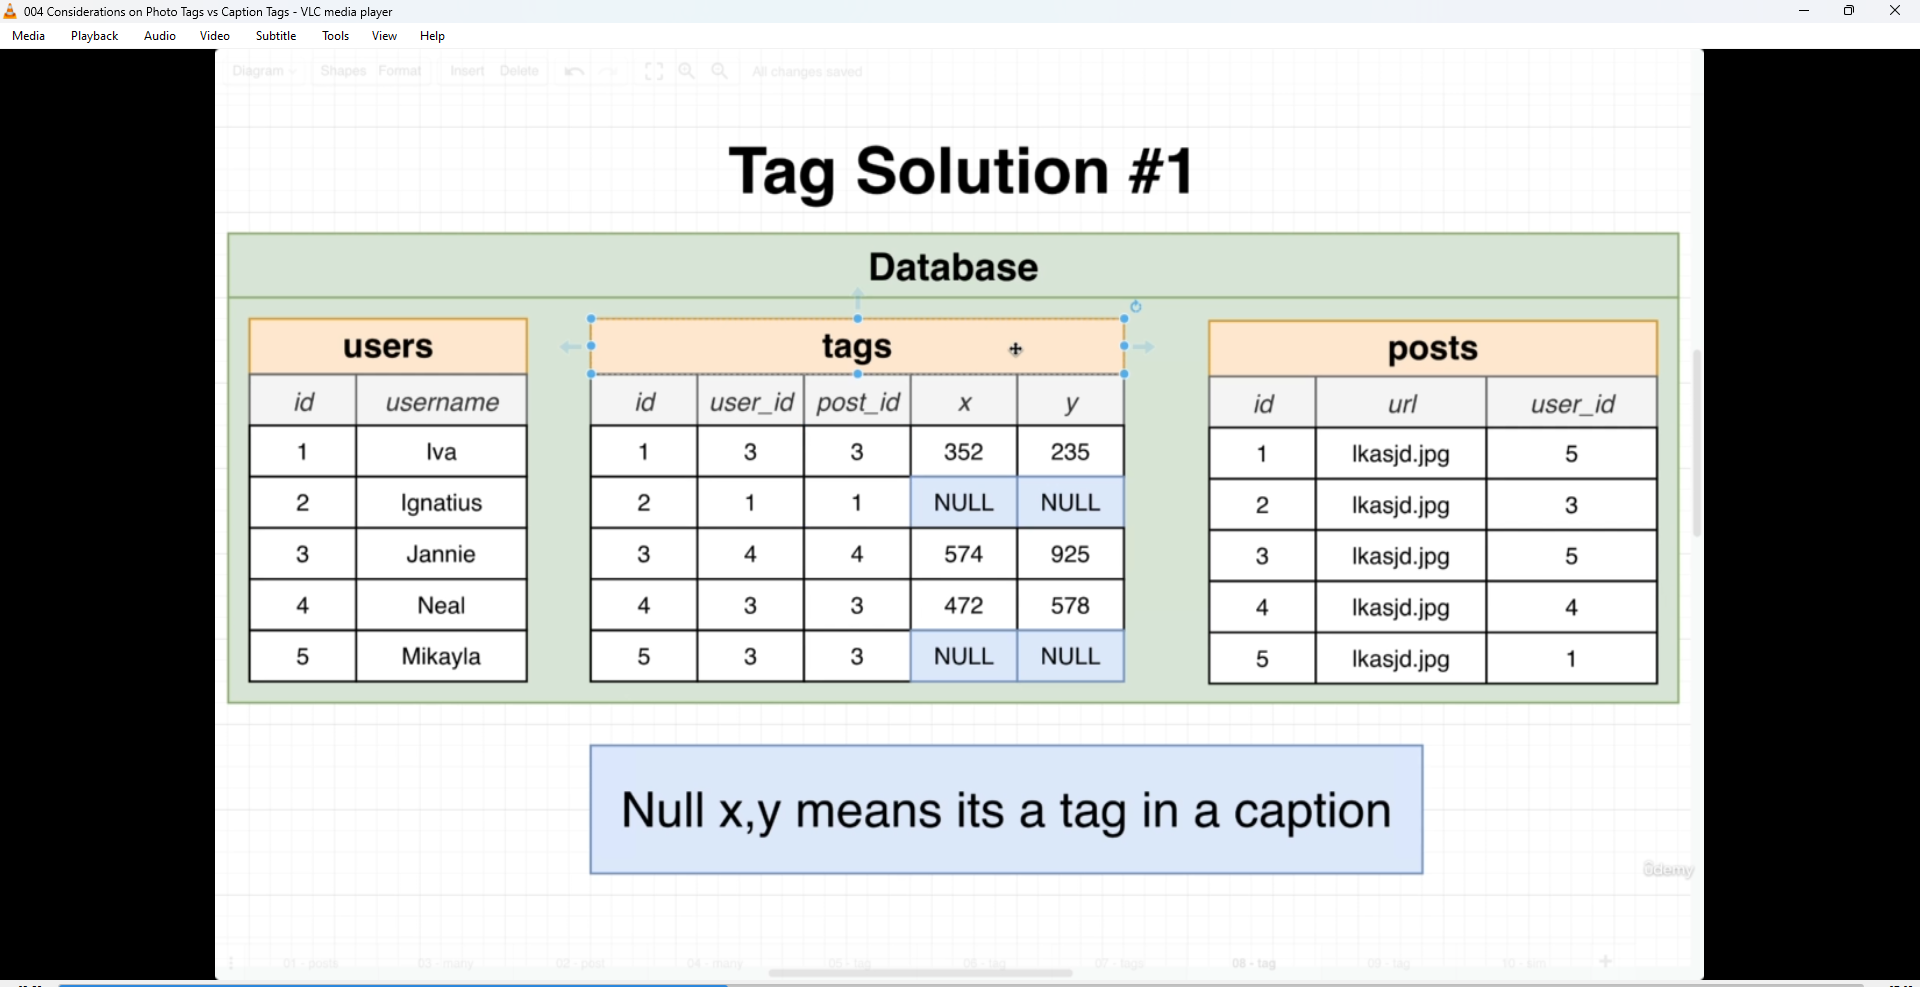 004 Considerations on Photo Tags vs Caption Tags - VLC media player
Media Playback Audio Video Subtitle Tools View Help
Diagram Shapes Format Insert Delete All changes saved
Tag Solution #1
Database
users
id username
1 Iva
2 Ignatius
3 Jannie
4 Neal
5 Mikayla
tags
id user_id post_id x y
1 3 3 352 235
2 1 1 NULL NULL
3 4 4 574 925
4 3 3 472 578
5 3 3 NULL NULL
posts
id url user_id
1 lkasjd.jpg 5
2 lkasjd.jpg 3
3 lkasjd.jpg 5
4 lkasjd.jpg 4
5 lkasjd.jpg 1
Null x,y means its a tag in a caption
ûdemy
01 - posts 03 - many 02 - post 04 - many 05 - tag 06 - tag 07 - tags 08 - tag 09 - tag